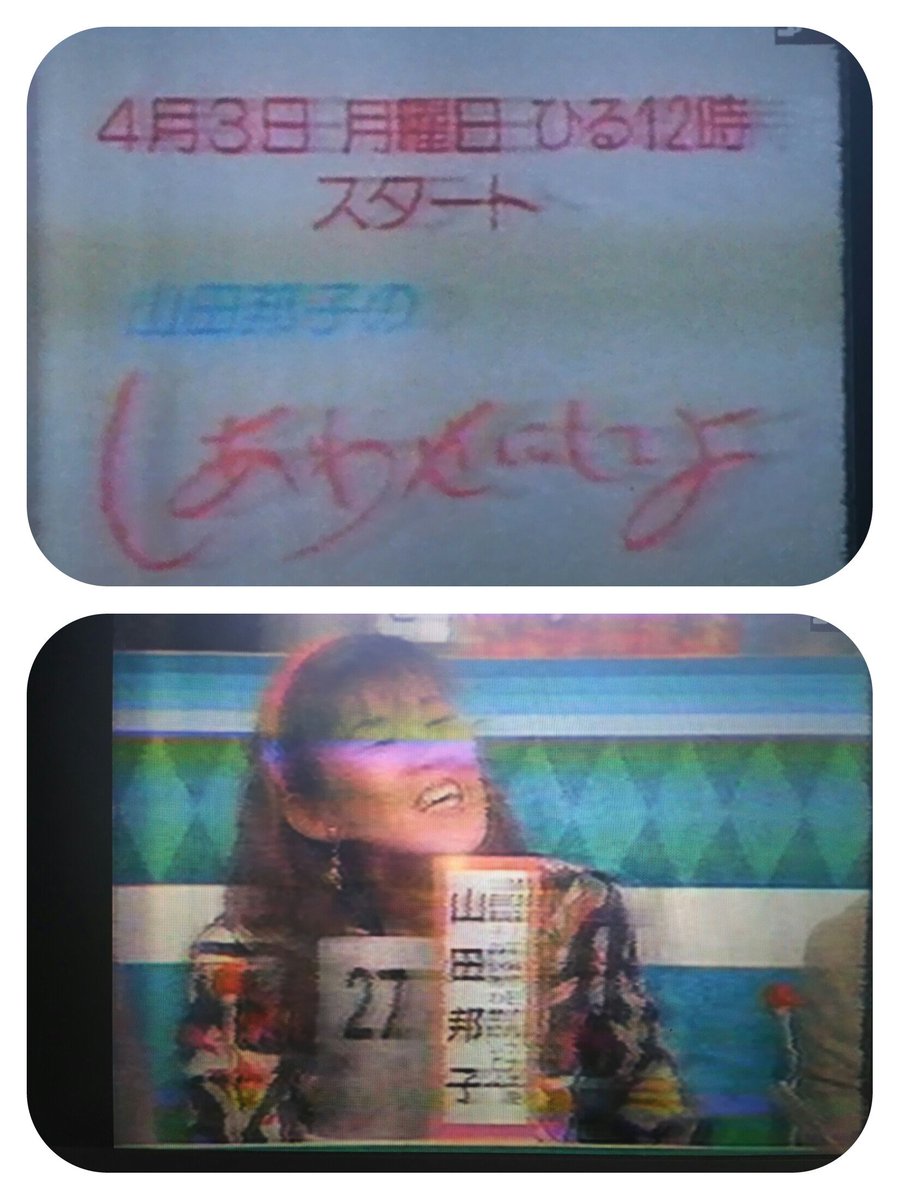 4月3日 月曜日 ひる12時
スタート
山田邦子の
しあわせにしてよ
27
山田邦子